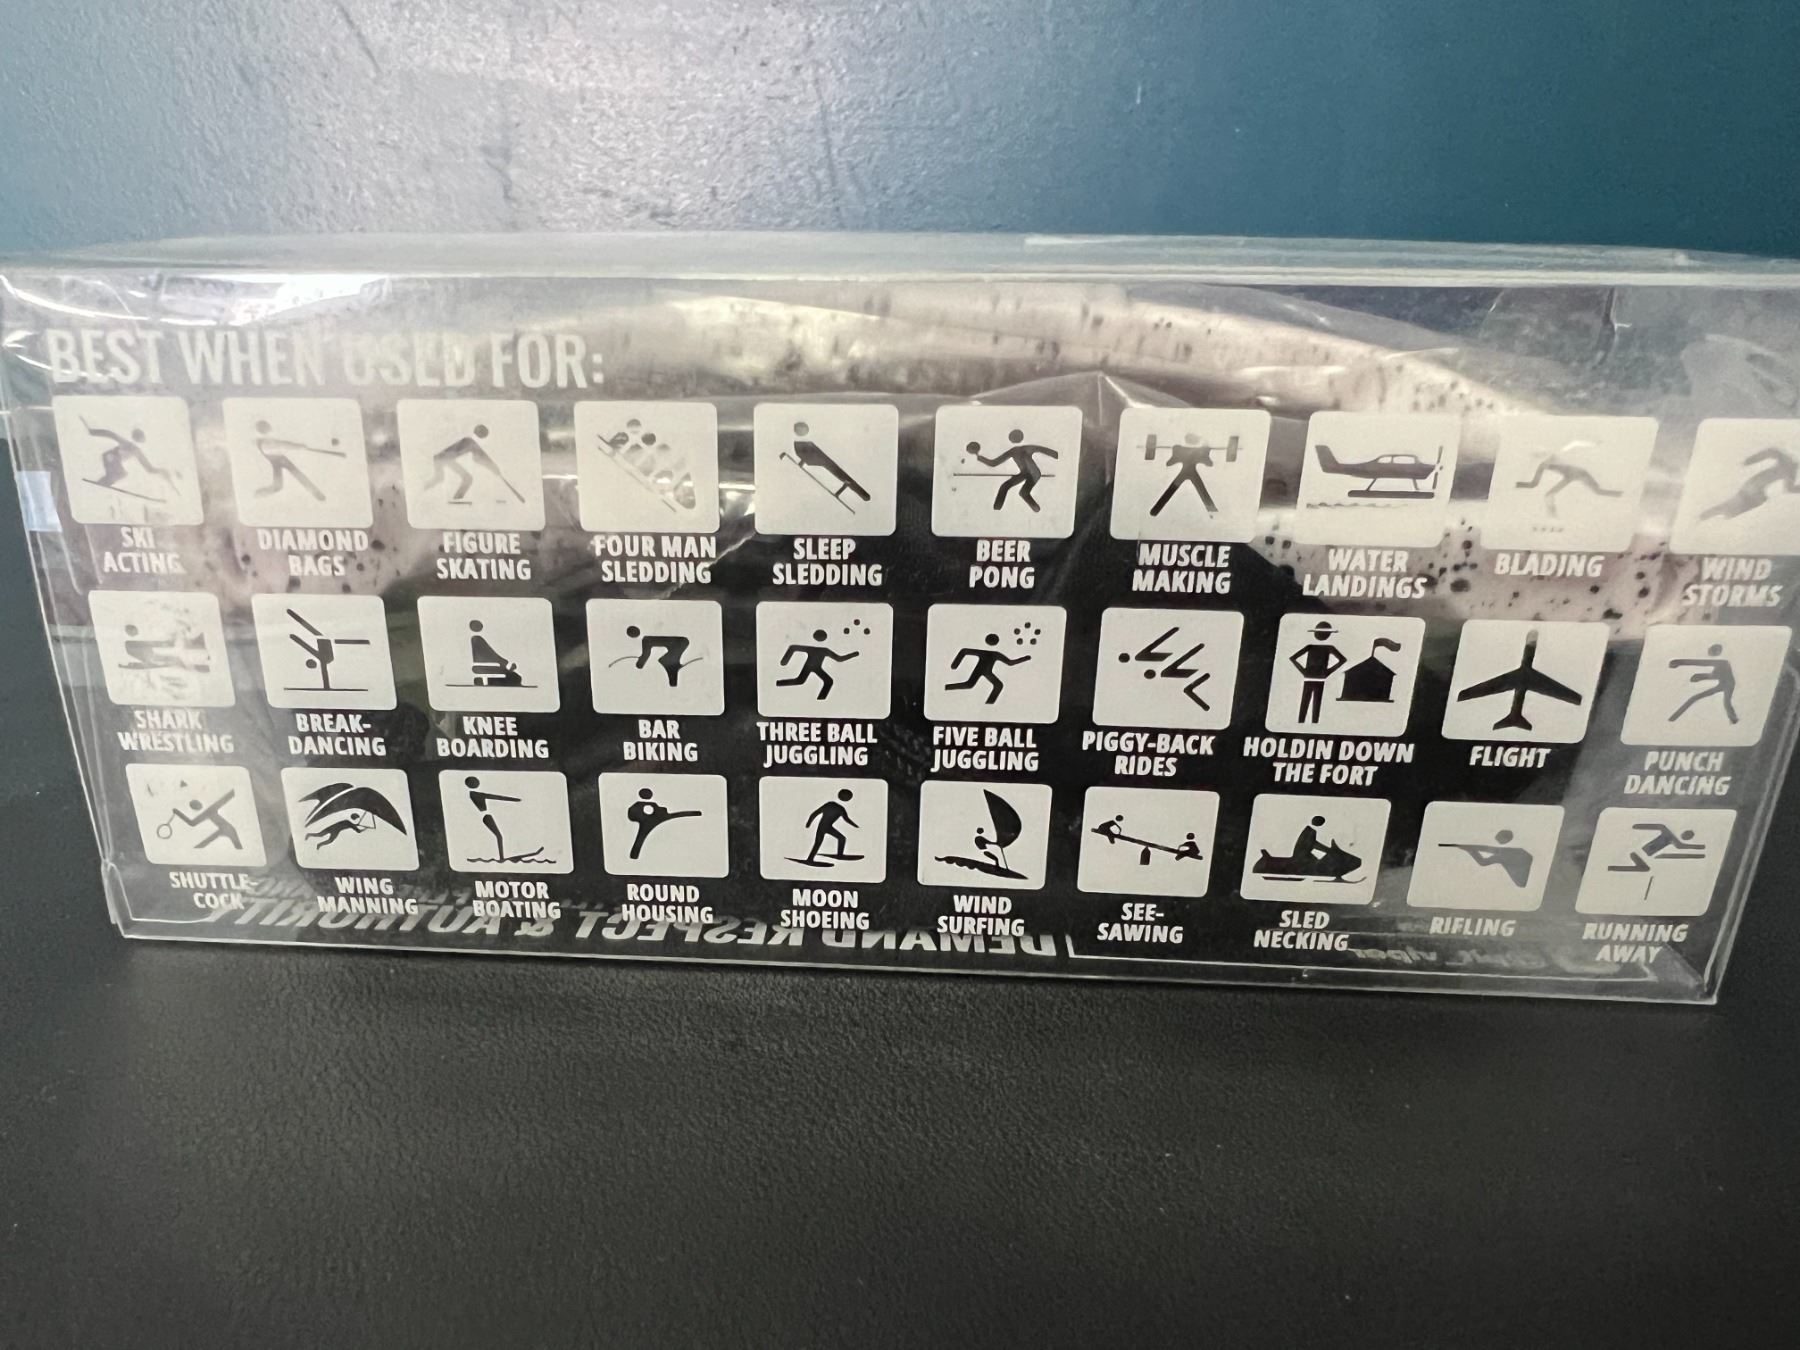 BEST WHEN USED FOR:
SKI
ACTING
DIAMOND
BAGS
FIGURE
SKATING
FOUR MAN
SLEDDING
SLEEP
SLEDDING
BEER
PONG
MUSCLE
MAKING
WATER
LANDINGS
BLADING
WIND
STORMS
SHARK
WRESTLING
BREAK-
DANCING
KNEE
BOARDING
BAR
BIKING
THREE BALL
JUGGLING
FIVE BALL
JUGGLING
PIGGY-BACK
RIDES
HOLDIN DOWN
THE FORT
FLIGHT
PUNCH
DANCING
SHUTTLE-
COCK
WING
MANNING
MOTOR
BOATING
ROUND
HOUSING
MOON
SHOEING
WIND
SURFING
SEE-
SAWING
SLED
NECKING
RIFLING
RUNNING
AWAY
DEMAND RESPECT & AUTHORITY